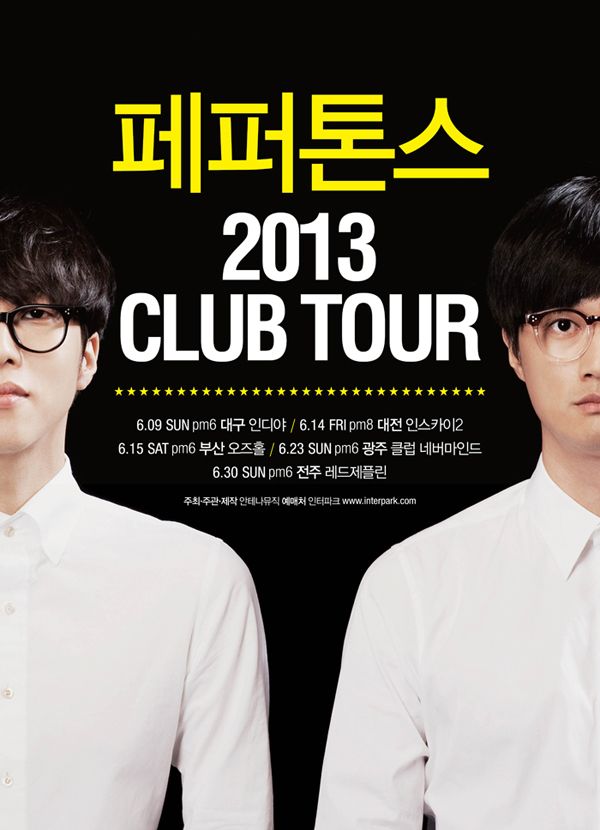 페퍼톤스
2013
CLUB TOUR
6.09 SUN pm6 대구 인디야 / 6.14 FRI pm8 대전 인스카이2
6.15 SAT pm6 부산 오즈홀 / 6.23 SUN pm6 광주 클럽 네버마인드
6.30 SUN pm6 전주 레드제플린
주최·주관·제작 안테나뮤직 예매처 인터파크 www.interpark.com